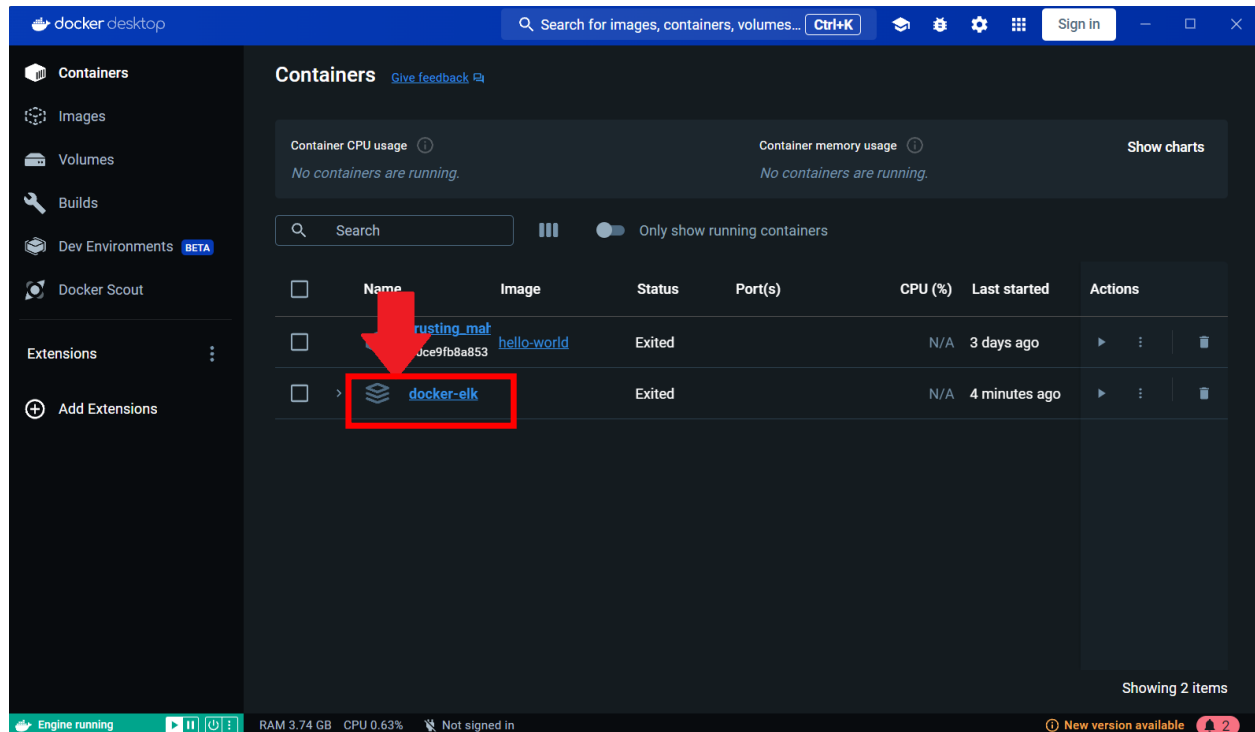 docker desktop
Search for images, containers, volumes... Ctrl+K
Sign in
Containers
Images
Volumes
Builds
Dev Environments BETA
Docker Scout
Extensions
Add Extensions
Containers Give feedback
Container CPU usage
No containers are running.
Container memory usage
No containers are running.
Show charts
Search
Only show running containers
Name Image Status Port(s) CPU (%) Last started Actions
hello-world Exited N/A 3 days ago
docker-elk Exited N/A 4 minutes ago
Showing 2 items
Engine running
RAM 3.74 GB CPU 0.63% Not signed in
New version available 2